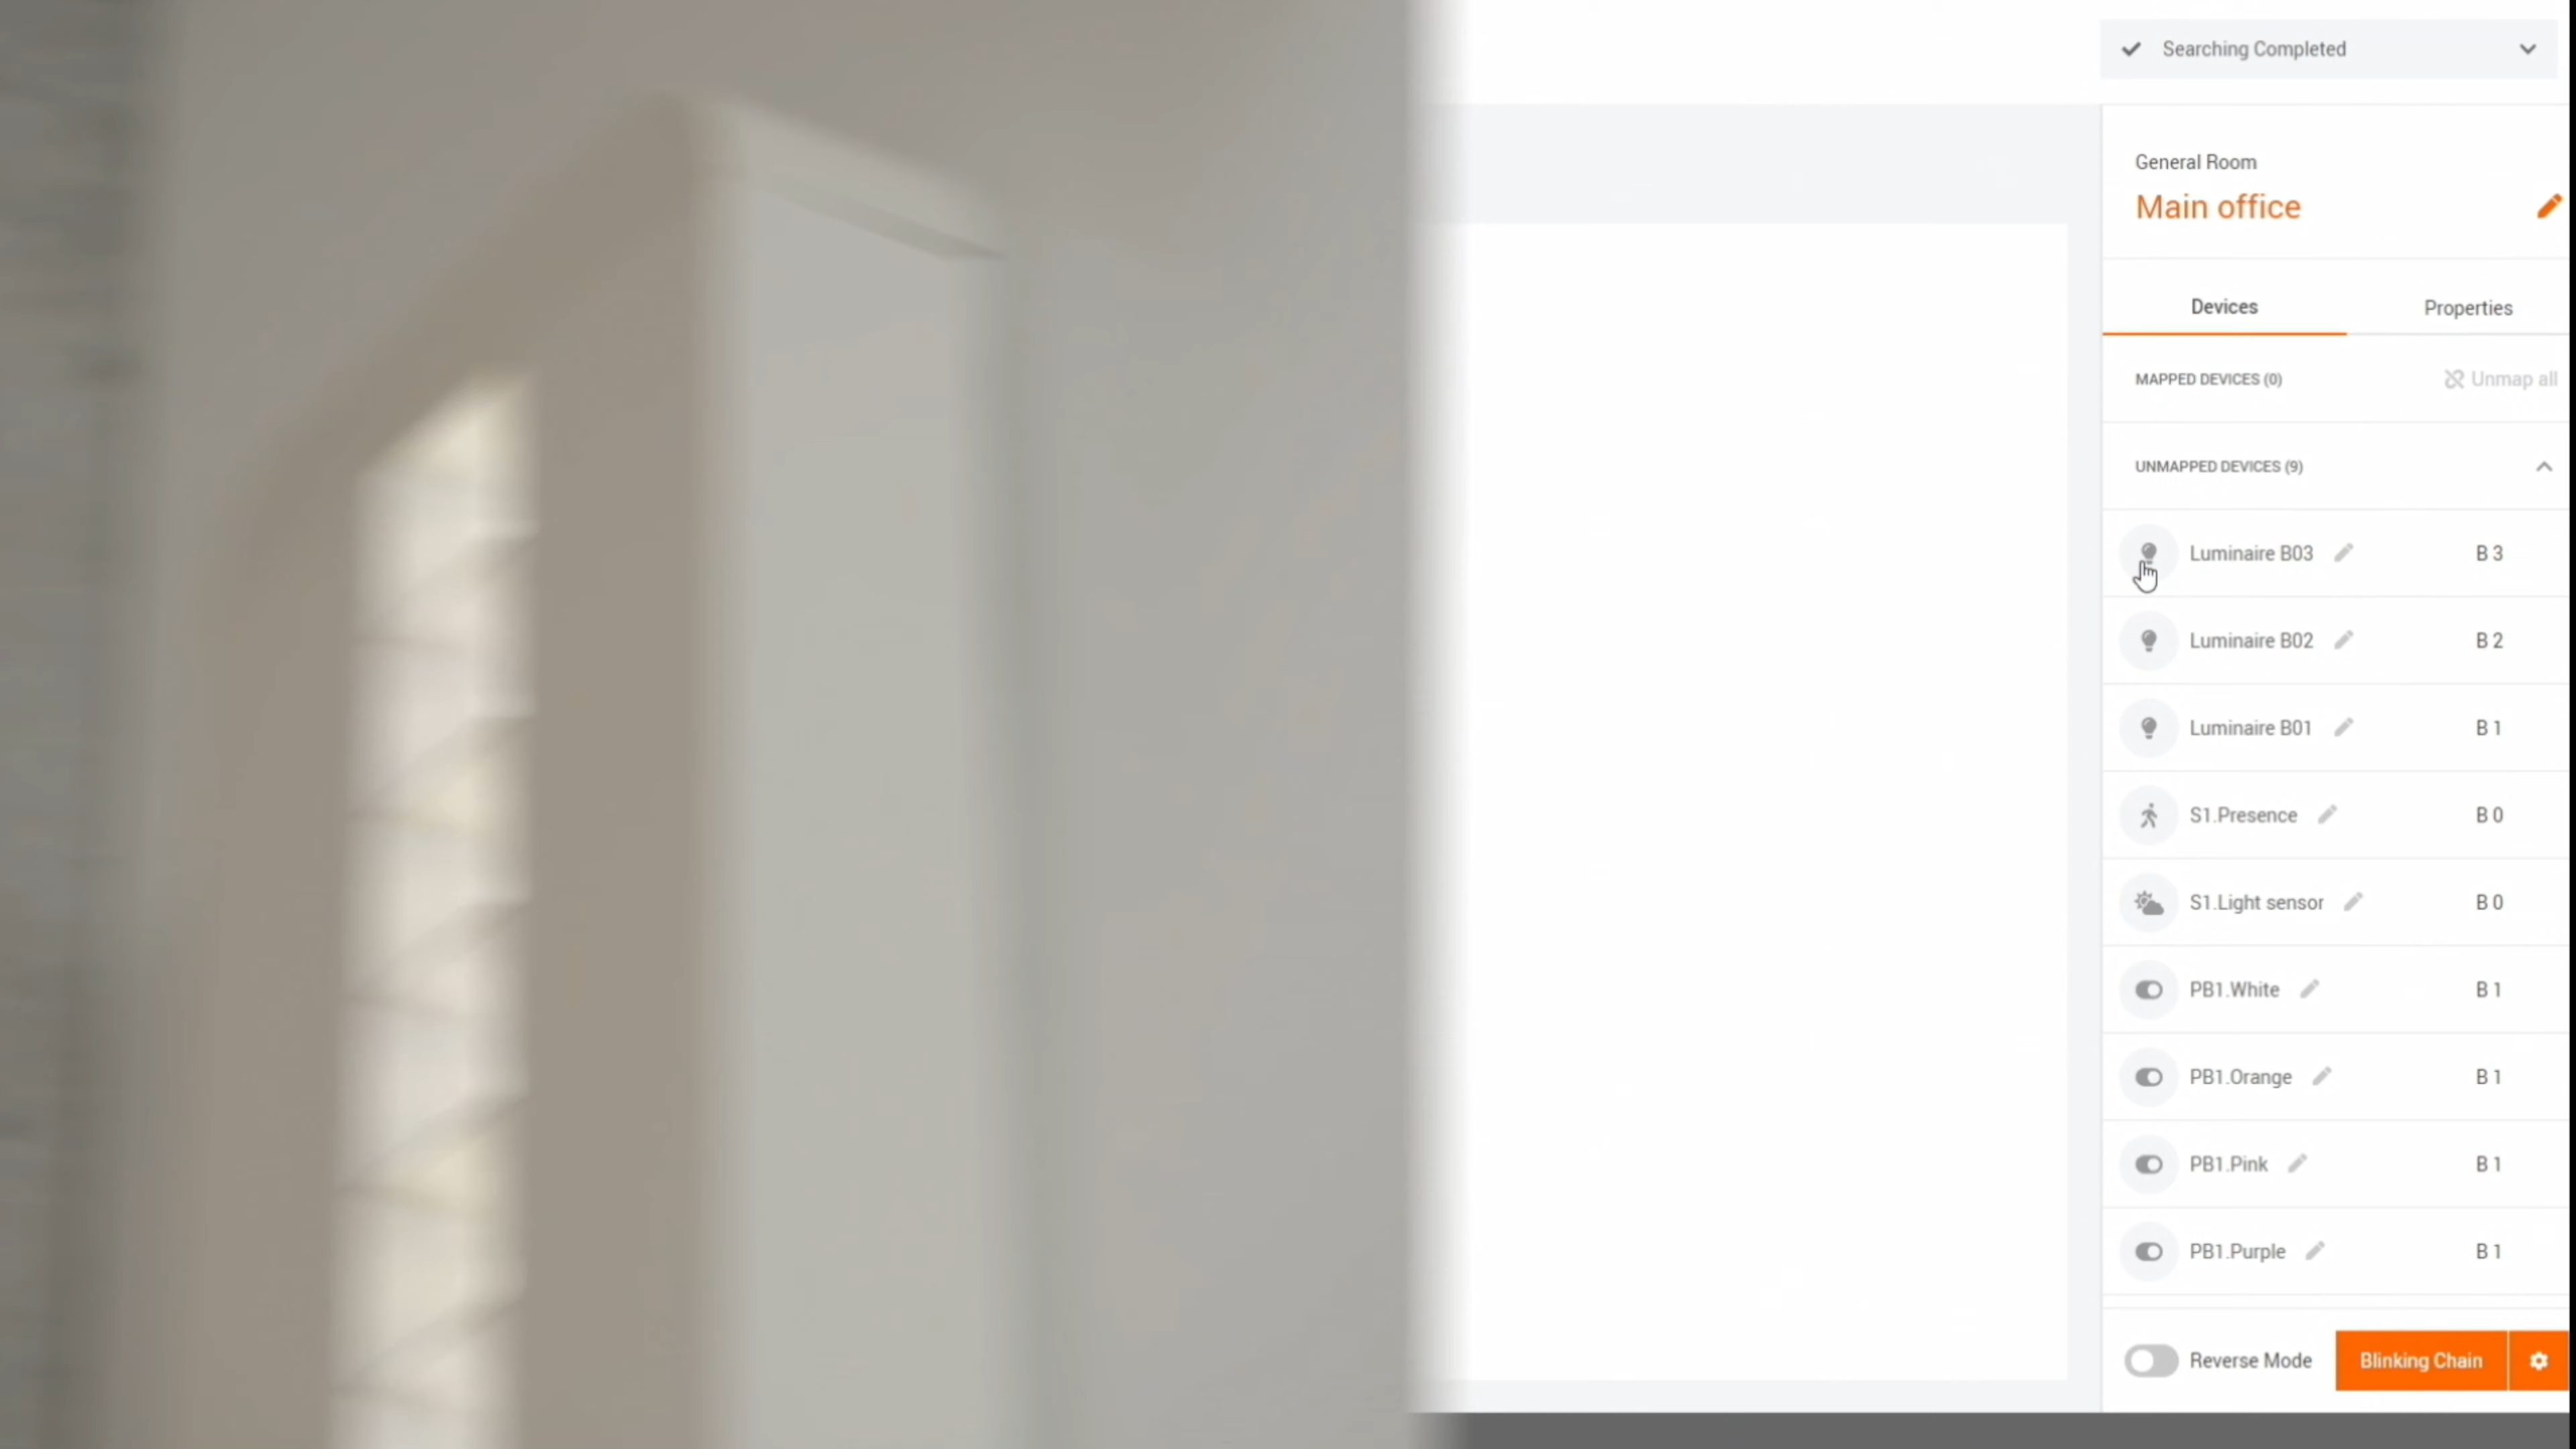 Searching Completed
General Room
Main office
Devices Properties
MAPPED DEVICES (0) Unmap all
UNMAPPED DEVICES (9)
Luminaire B03 B 3
Luminaire B02 B 2
Luminaire B01 B 1
S1.Presence B 0
S1.Light sensor B 0
PB1.White B 1
PB1.Orange B 1
PB1.Pink B 1
PB1.Purple B 1
Reverse Mode Blinking Chain